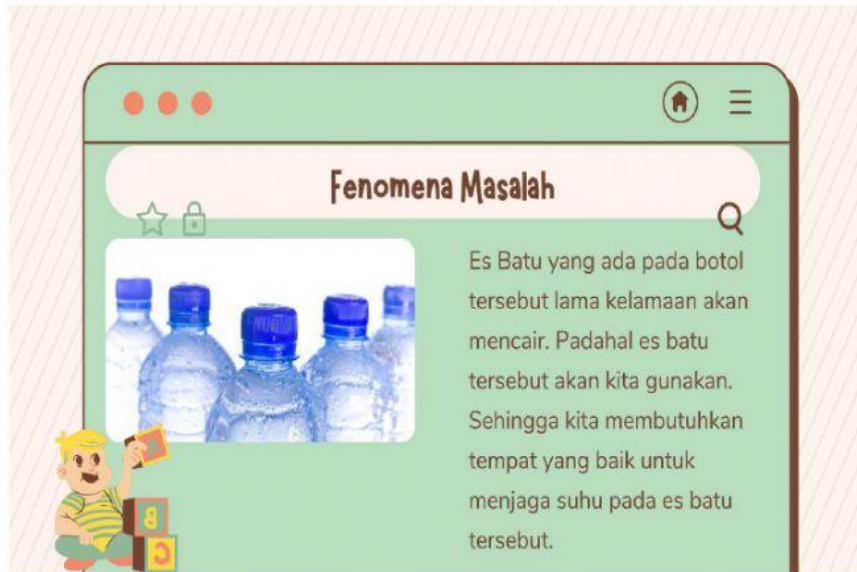 Fenomena Masalah
Es Batu yang ada pada botol
tersebut lama kelamaan akan
mencair. Padahal es batu
tersebut akan kita gunakan.
Sehingga kita membutuhkan
tempat yang baik untuk
menjaga suhu pada es batu
tersebut.
B
C